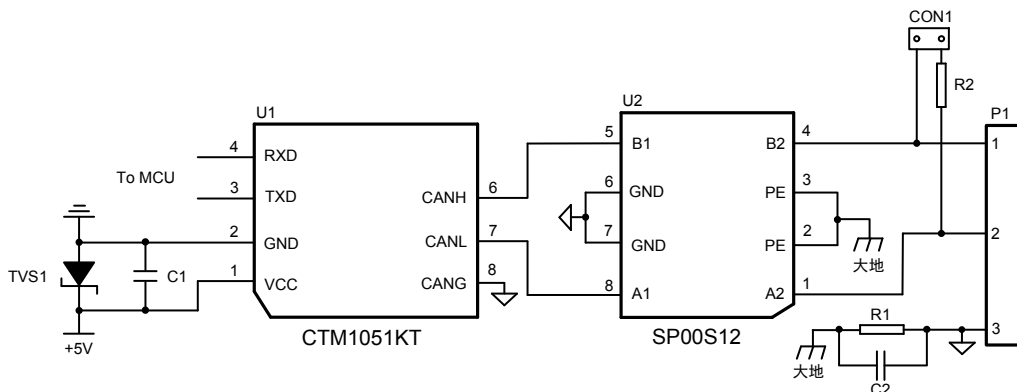 CON1
R2
P1
U1
U2
4 RXD
3 TXD
2 GND
1 VCC
CANH 6
CANL 7
CANG 8
To MCU
TVS1
C1
+5V
CTM1051KT
5 B1
6 GND
7 GND
8 A1
B2 4
PE 3
PE 2
A2 1
SP00S12
大地
1
2
3
R1
大地
C2